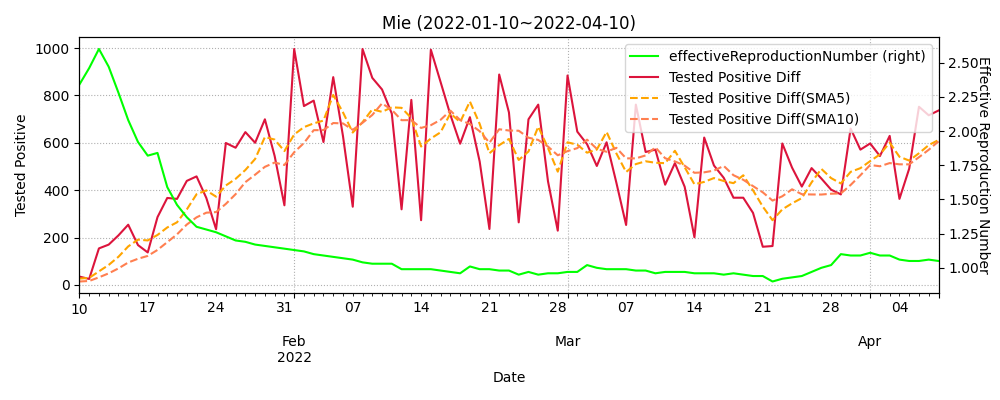 Mie (2022-01-10~2022-04-10)
effectiveReproductionNumber (right)
Tested Positive Diff
Tested Positive Diff(SMA5)
Tested Positive Diff(SMA10)
Tested Positive
1000
800
600
400
200
0
Effective Reproduction Number
2.50
2.25
2.00
1.75
1.50
1.25
1.00
10 17 24 31 07 14 21 28 07 14 21 28 04
Feb Mar Apr
2022
Date